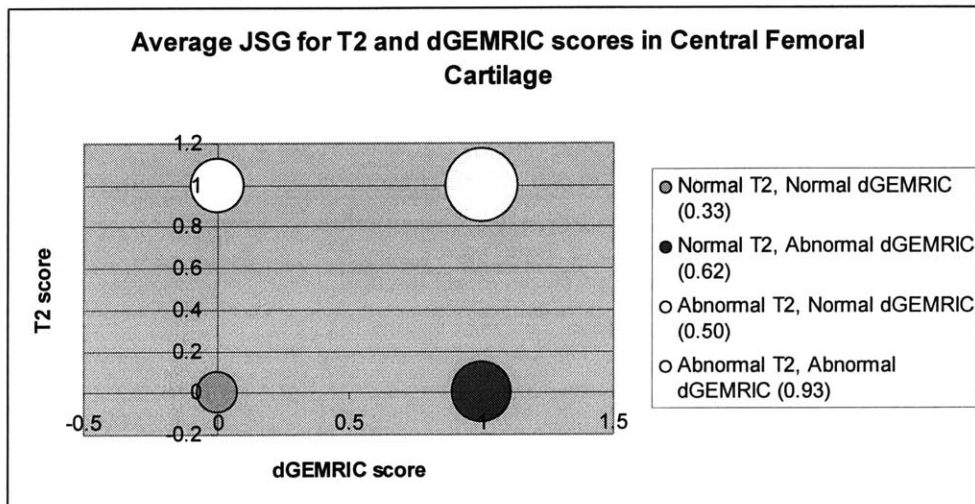 Average JSG for T2 and dGEMRIC scores in Central Femoral
Cartilage
1.2
1
0.8
0.6
0.4
0.2
0
-0.2
-0.5
0
0.5
1
1.5
T2 score
dGEMRIC score
Normal T2, Normal dGEMRIC
(0.33)
Normal T2, Abnormal dGEMRIC
(0.62)
Abnormal T2, Normal dGEMRIC
(0.50)
Abnormal T2, Abnormal
dGEMRIC (0.93)